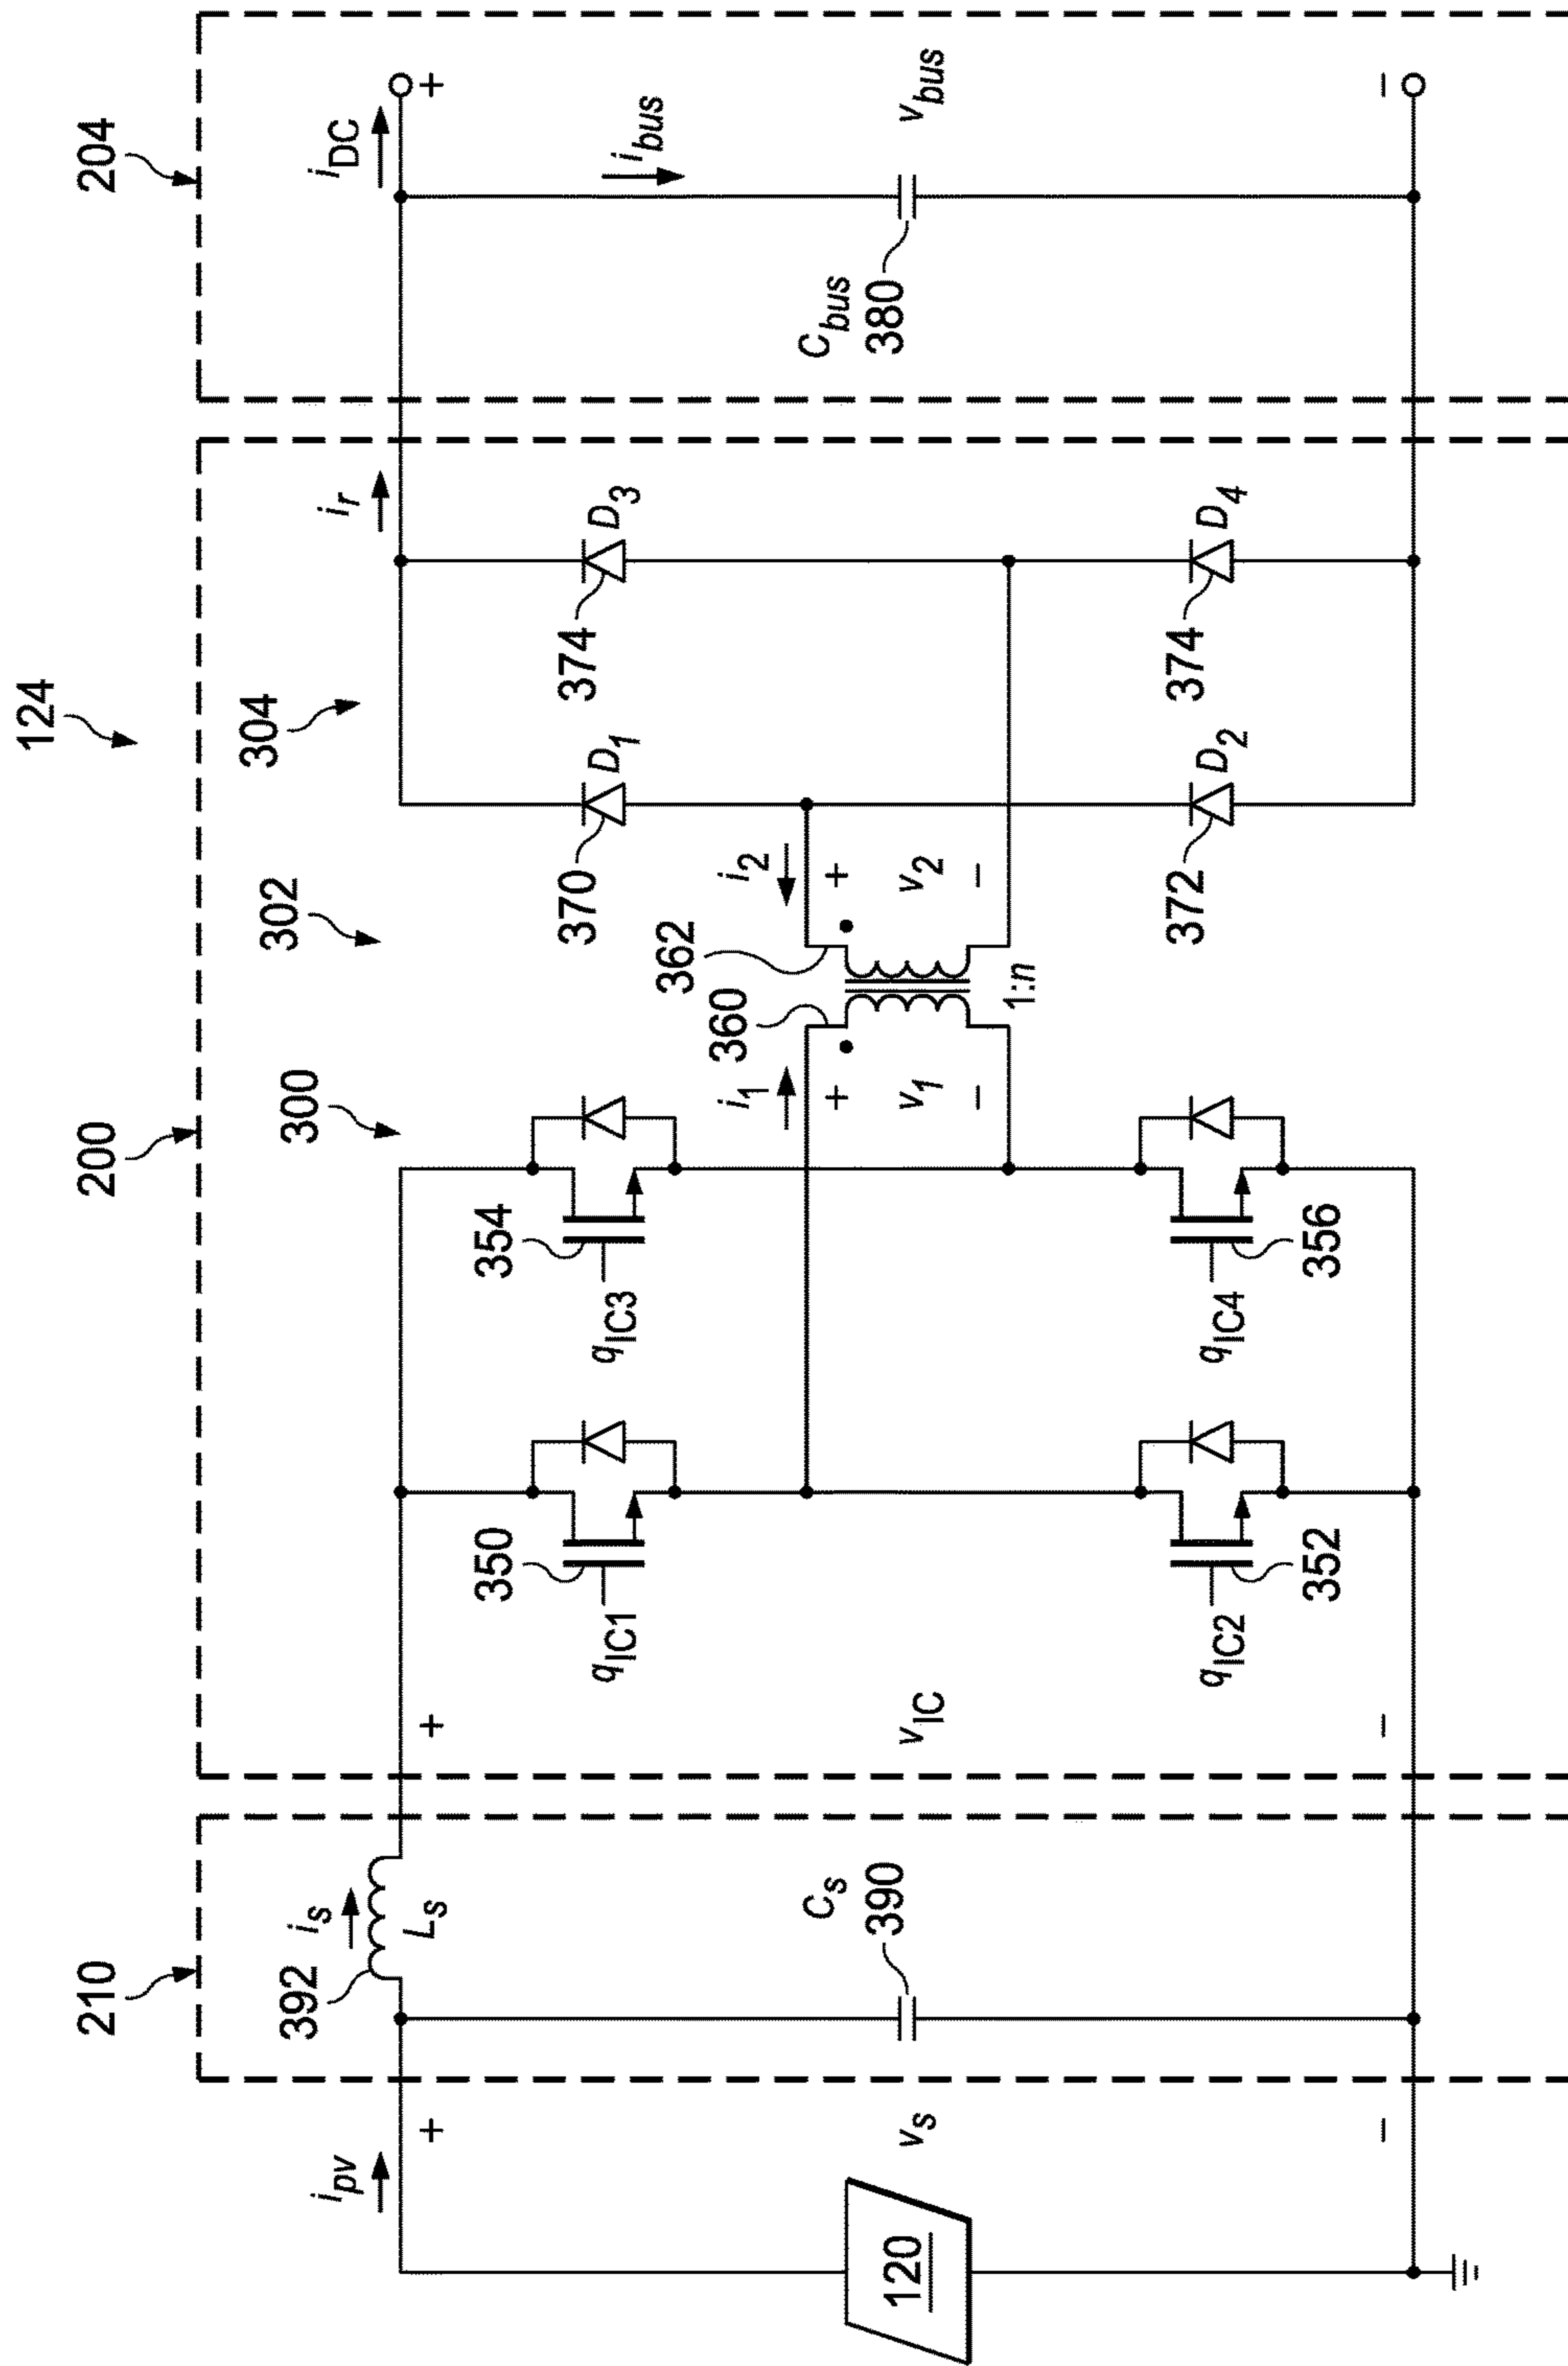 124
210
200
204
392
i_s
L_s
300
302
304
i_pv
i_r
i_DC
+
+
+
350
q_IC1
354
q_IC3
370
D_1
374
D_3
i_bus
i_1
360
362
i_2
+
+
120
v_s
C_s
390
v_IC
v_1
v_2
C_bus
380
v_bus
−
−
1:n
q_IC2
352
q_IC4
356
372
D_2
374
D_4
−
−
−